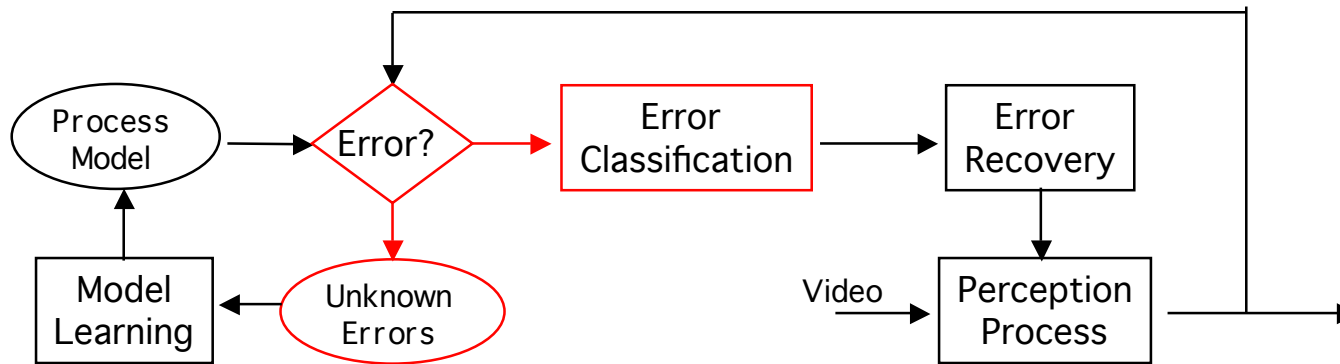 Process
Model
Error?
Error
Classification
Error
Recovery
Model
Learning
Unknown
Errors
Video
Perception
Process